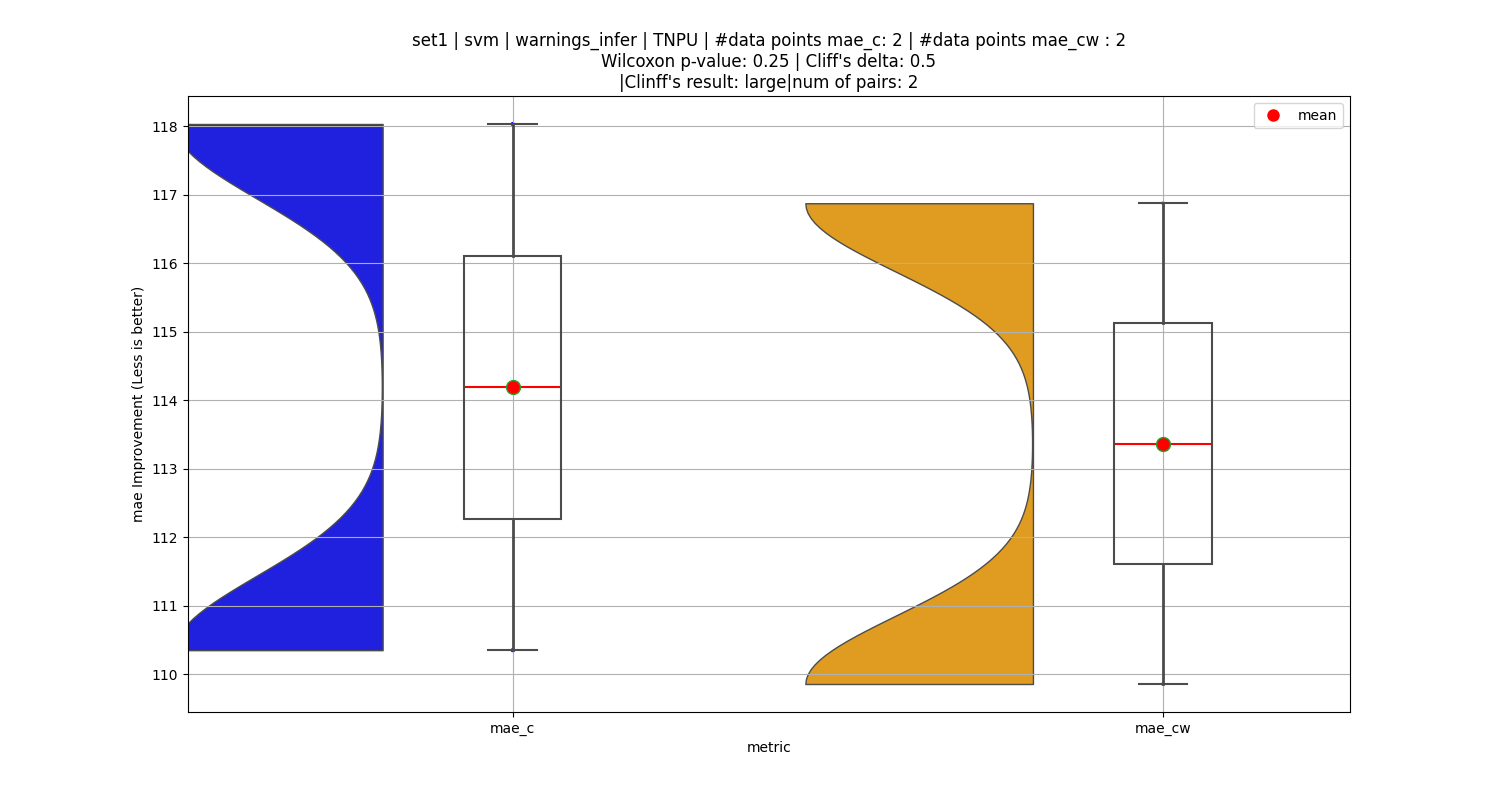 set1 | svm | warnings_infer | TNPU | #data points mae_c: 2 | #data points mae_cw : 2
Wilcoxon p-value: 0.25 | Cliff's delta: 0.5
|Clinff's result: large|num of pairs: 2
mean
118
117
116
115
114
113
112
111
110
mae Improvement (Less is better)
mae_c
mae_cw
metric